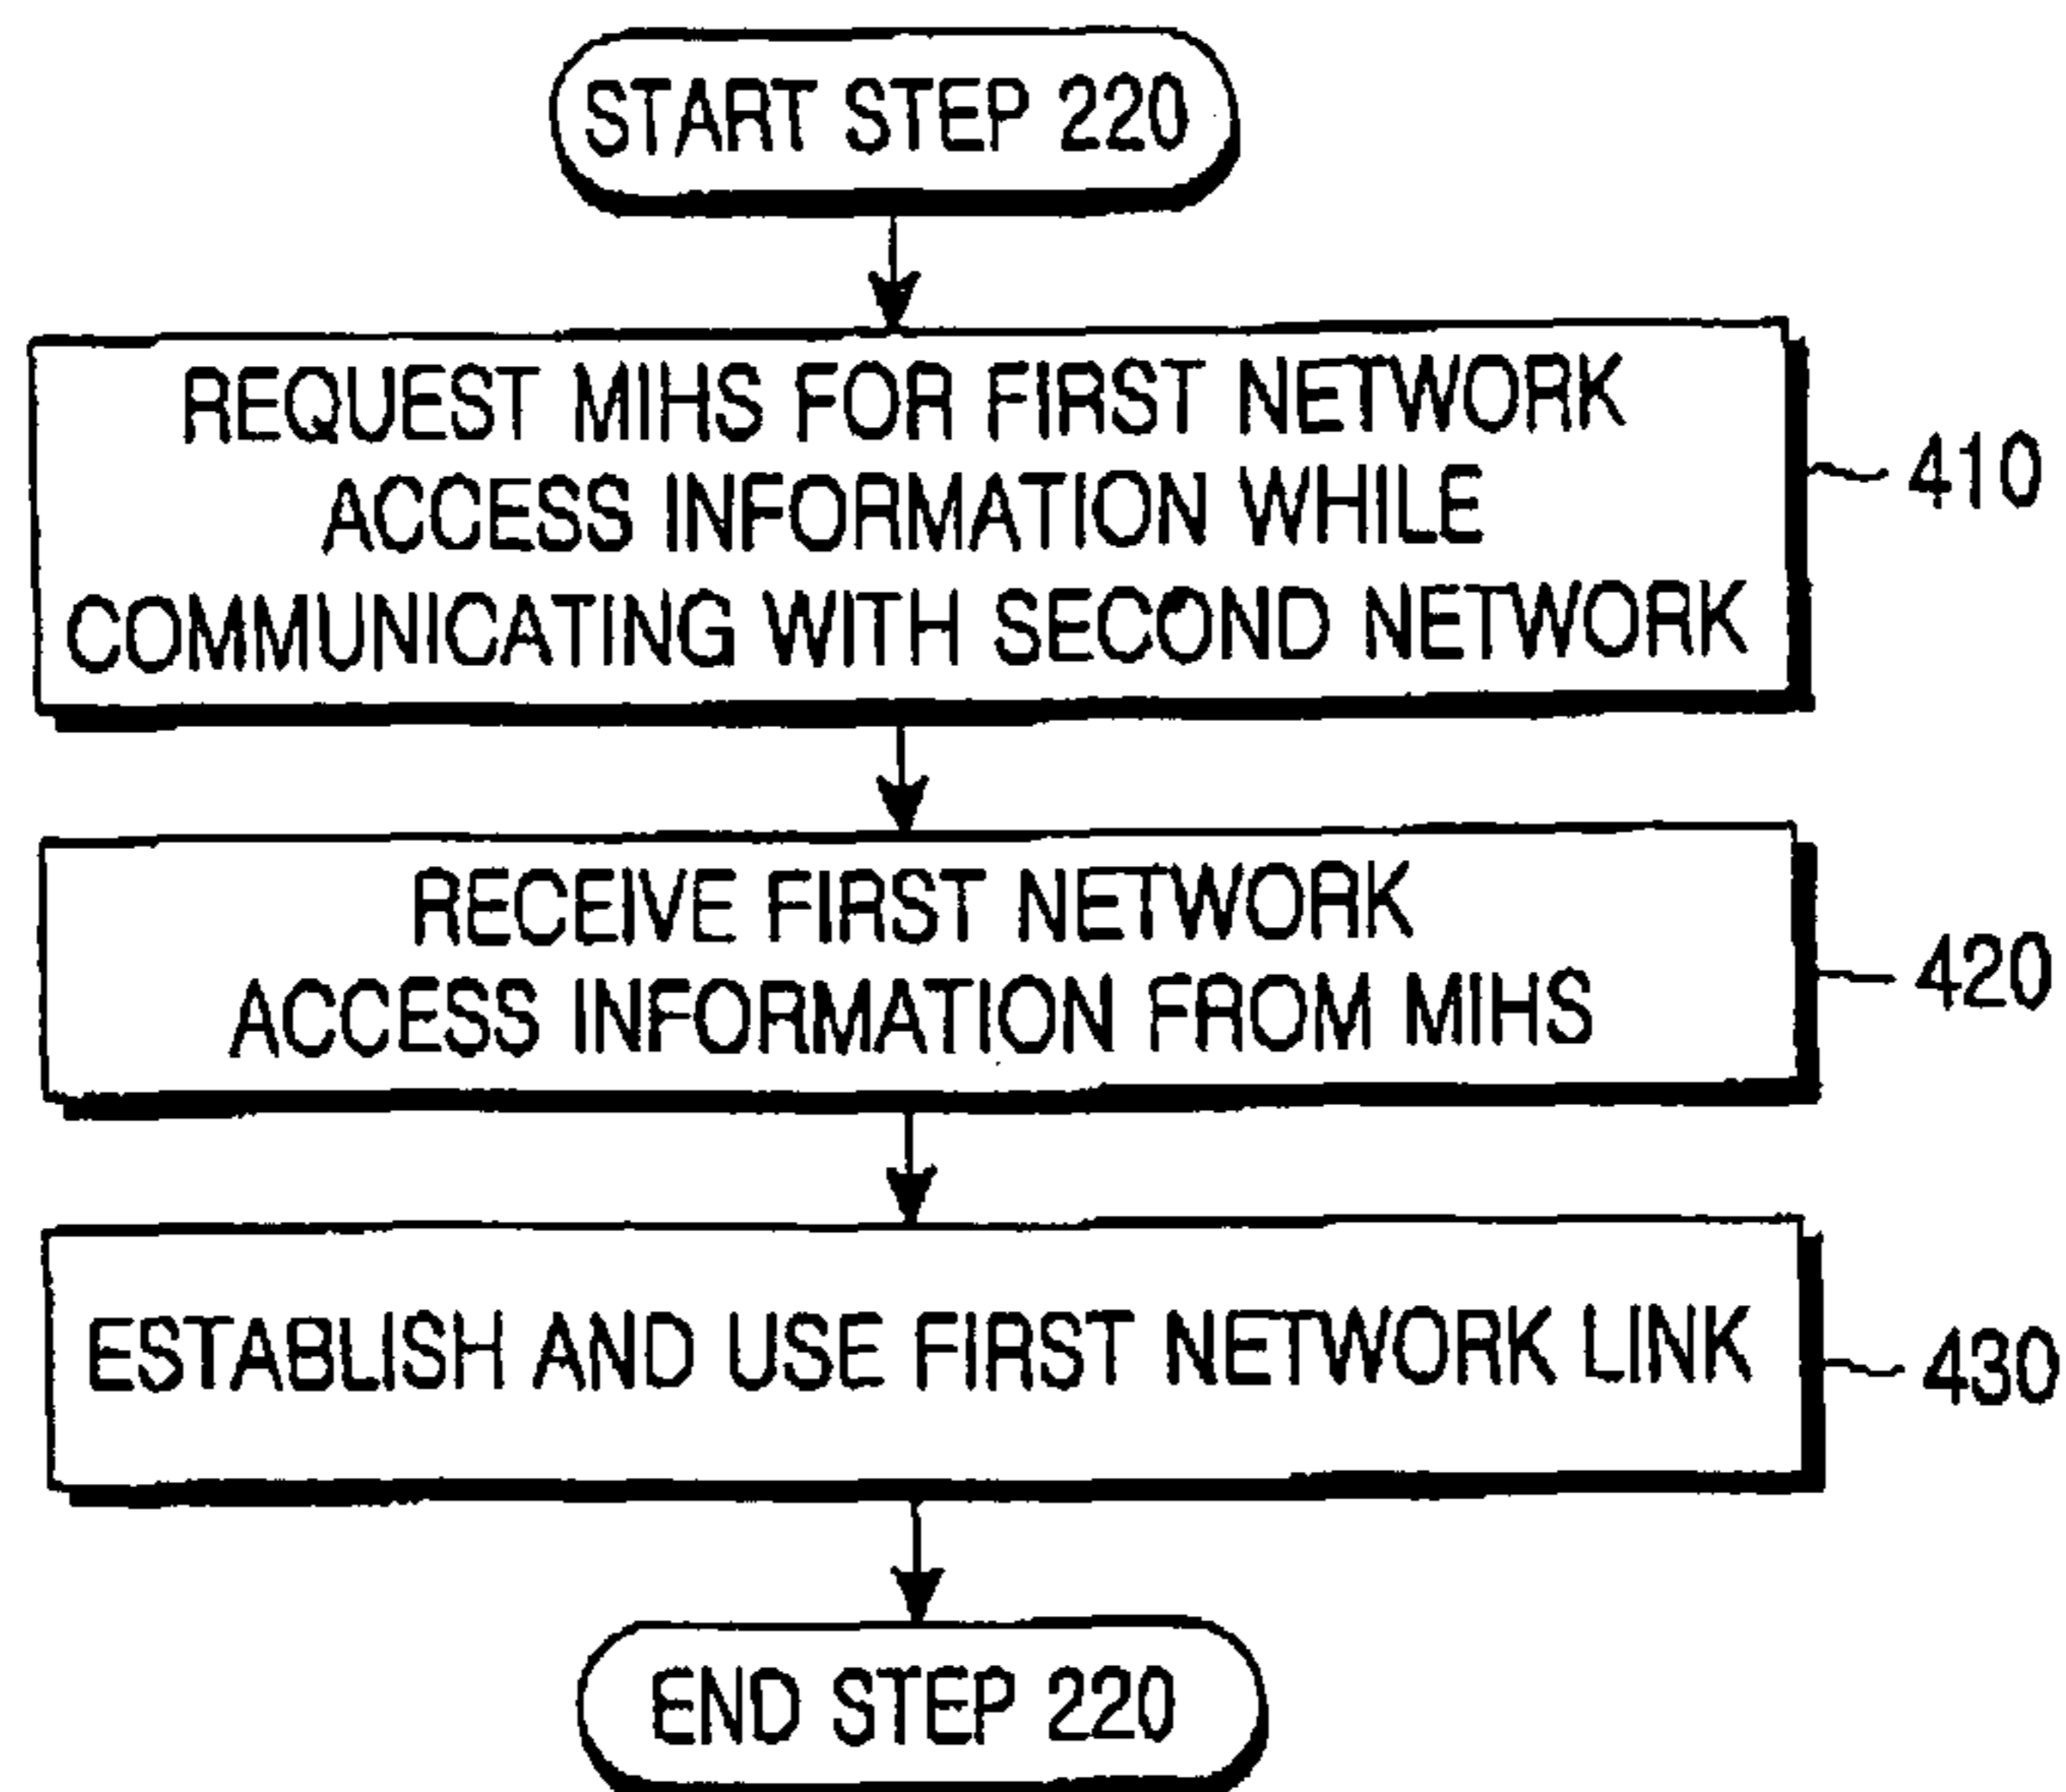 START STEP 220
REQUEST MIHS FOR FIRST NETWORK
ACCESS INFORMATION WHILE
COMMUNICATING WITH SECOND NETWORK
410
RECEIVE FIRST NETWORK
ACCESS INFORMATION FROM MIHS
420
ESTABLISH AND USE FIRST NETWORK LINK
430
END STEP 220